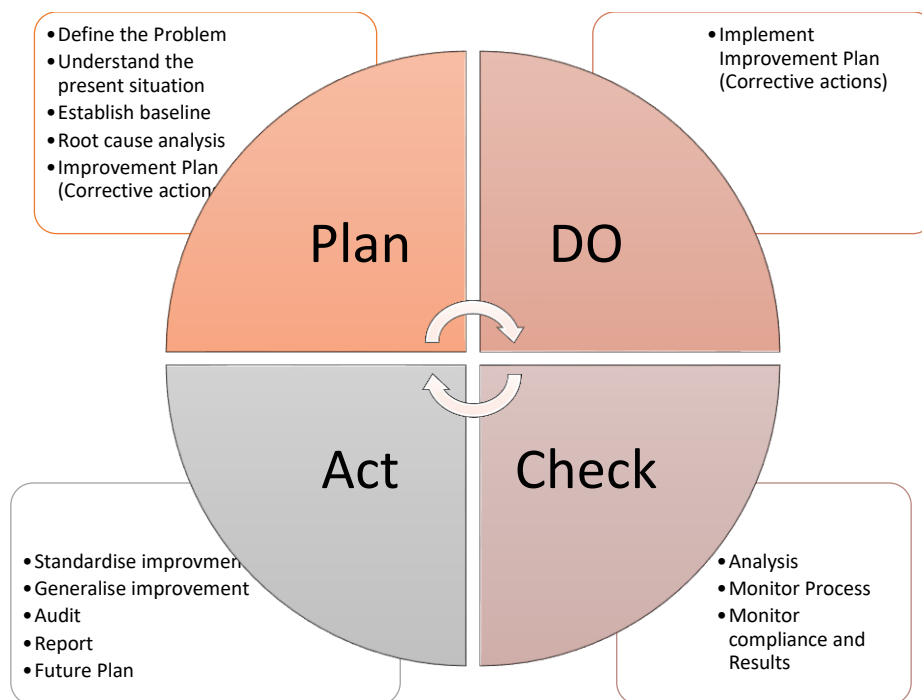 •Define the Problem
•Understand the
present situation
•Establish baseline
•Root cause analysis
•Improvement Plan
(Corrective action
Plan
•Implement
Improvement Plan
(Corrective actions)
DO
Act
•Standardise improvmen
•Generalise improvement
•Audit
•Report
•Future Plan
Check
•Analysis
•Monitor Process
•Monitor
compliance and
Results